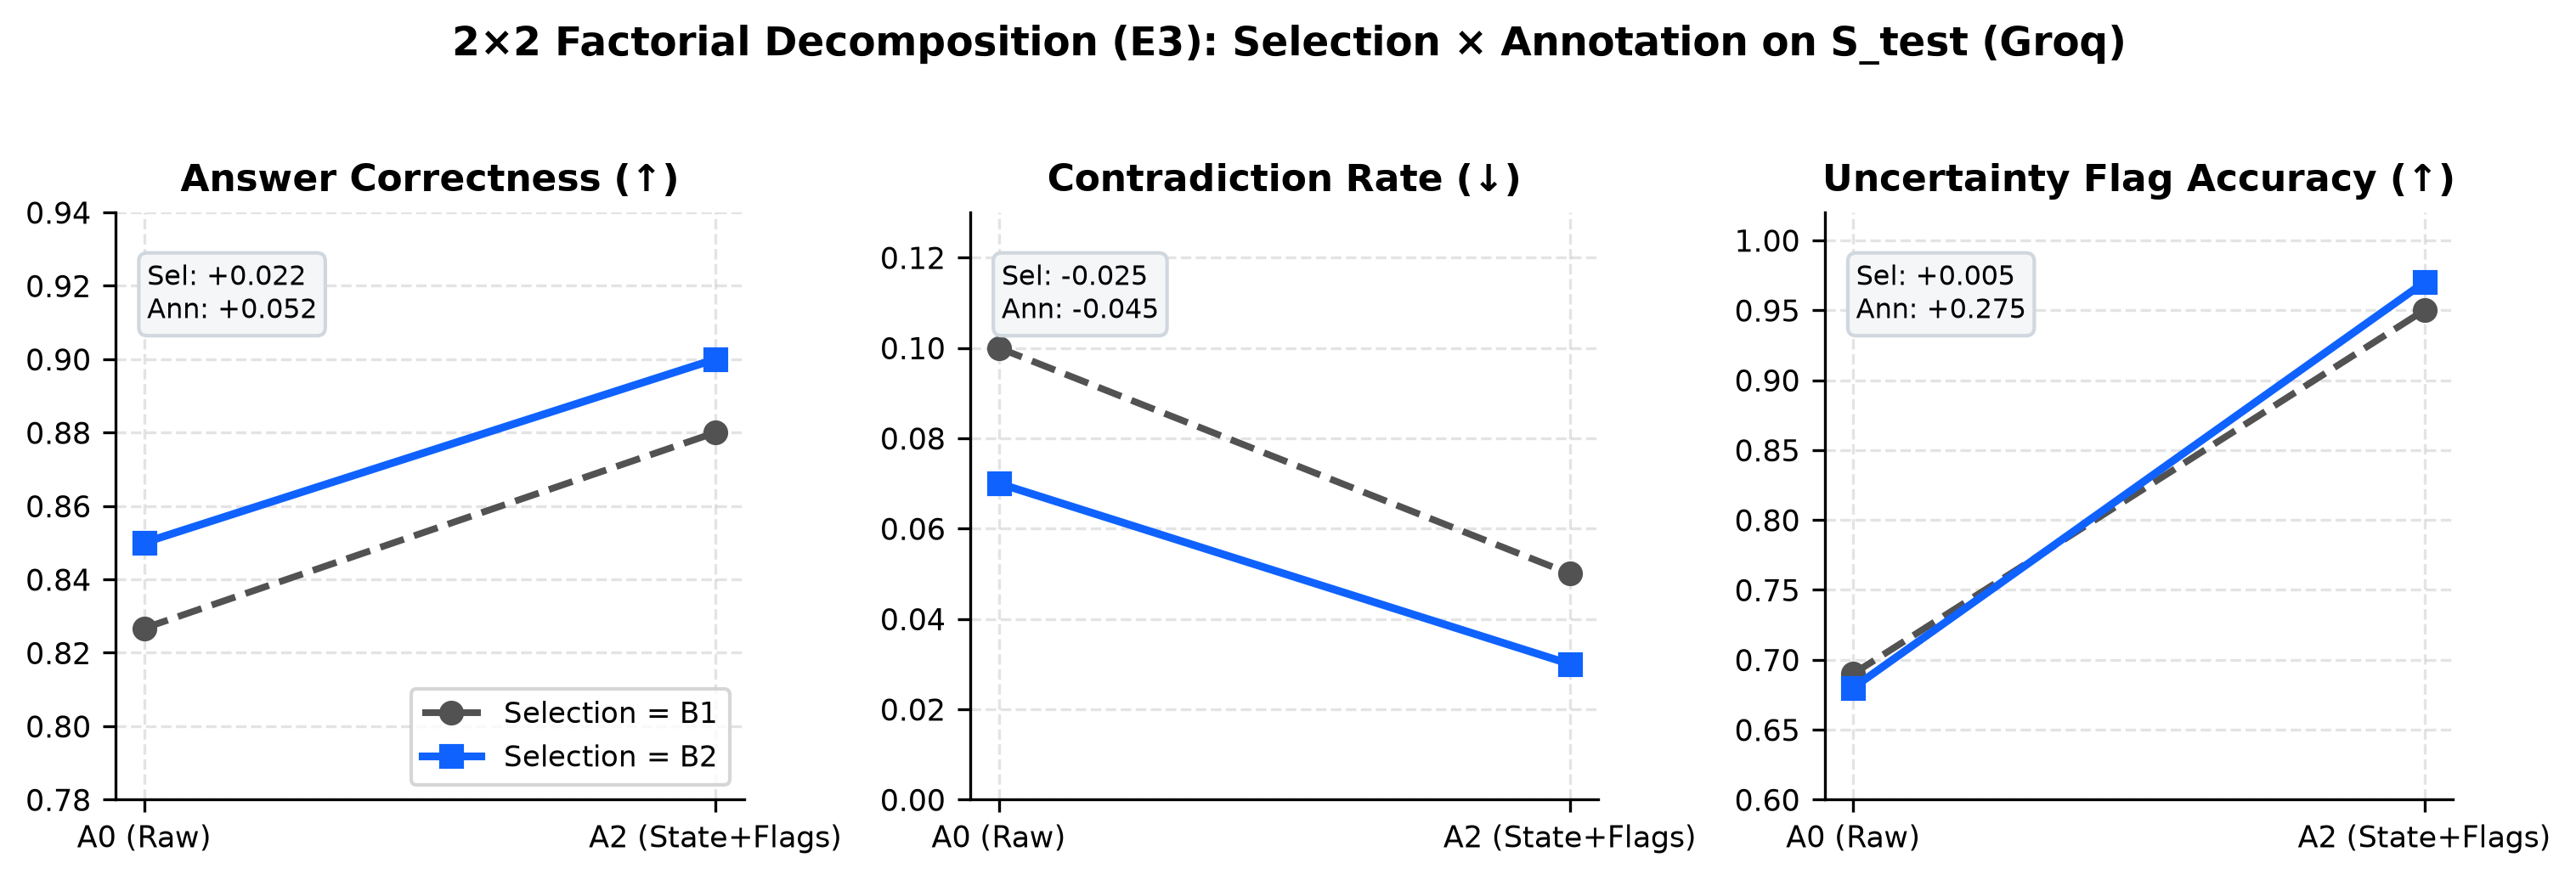 2×2 Factorial Decomposition (E3): Selection × Annotation on S_test (Groq)
Answer Correctness (↑)
0.94
0.92
0.90
0.88
0.86
0.84
0.82
0.80
0.78
Sel: +0.022
Ann: +0.052
Selection = B1
Selection = B2
A0 (Raw)
A2 (State+Flags)
Contradiction Rate (↓)
0.12
0.10
0.08
0.06
0.04
0.02
0.00
Sel: -0.025
Ann: -0.045
A0 (Raw)
A2 (State+Flags)
Uncertainty Flag Accuracy (↑)
1.00
0.95
0.90
0.85
0.80
0.75
0.70
0.65
0.60
Sel: +0.005
Ann: +0.275
A0 (Raw)
A2 (State+Flags)